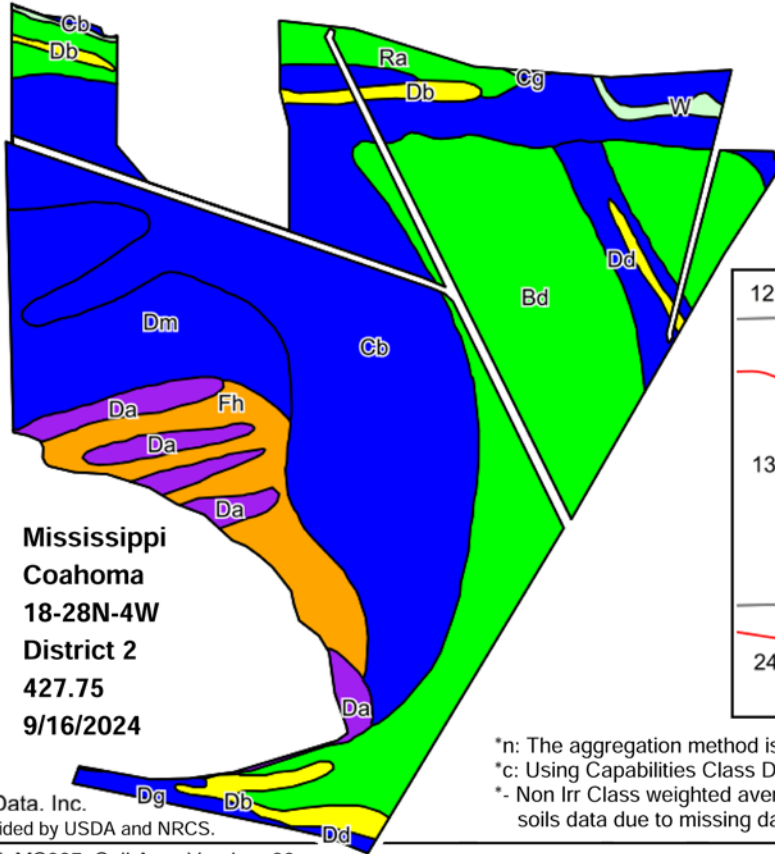 Cb
Db
Ra
Cg
Db
W
Dd
12
Bd
Dm
Cb
Da
Fh
Da
13
Da
Mississippi
Coahoma
18-28N-4W
District 2
427.75
9/16/2024
24
Da
*n: The aggregation method is
*c: Using Capabilities Class D
*- Non Irr Class weighted aver
soils data due to missing da
Dg
Db
Dd
Data. Inc.
ided by USDA and NRCS.